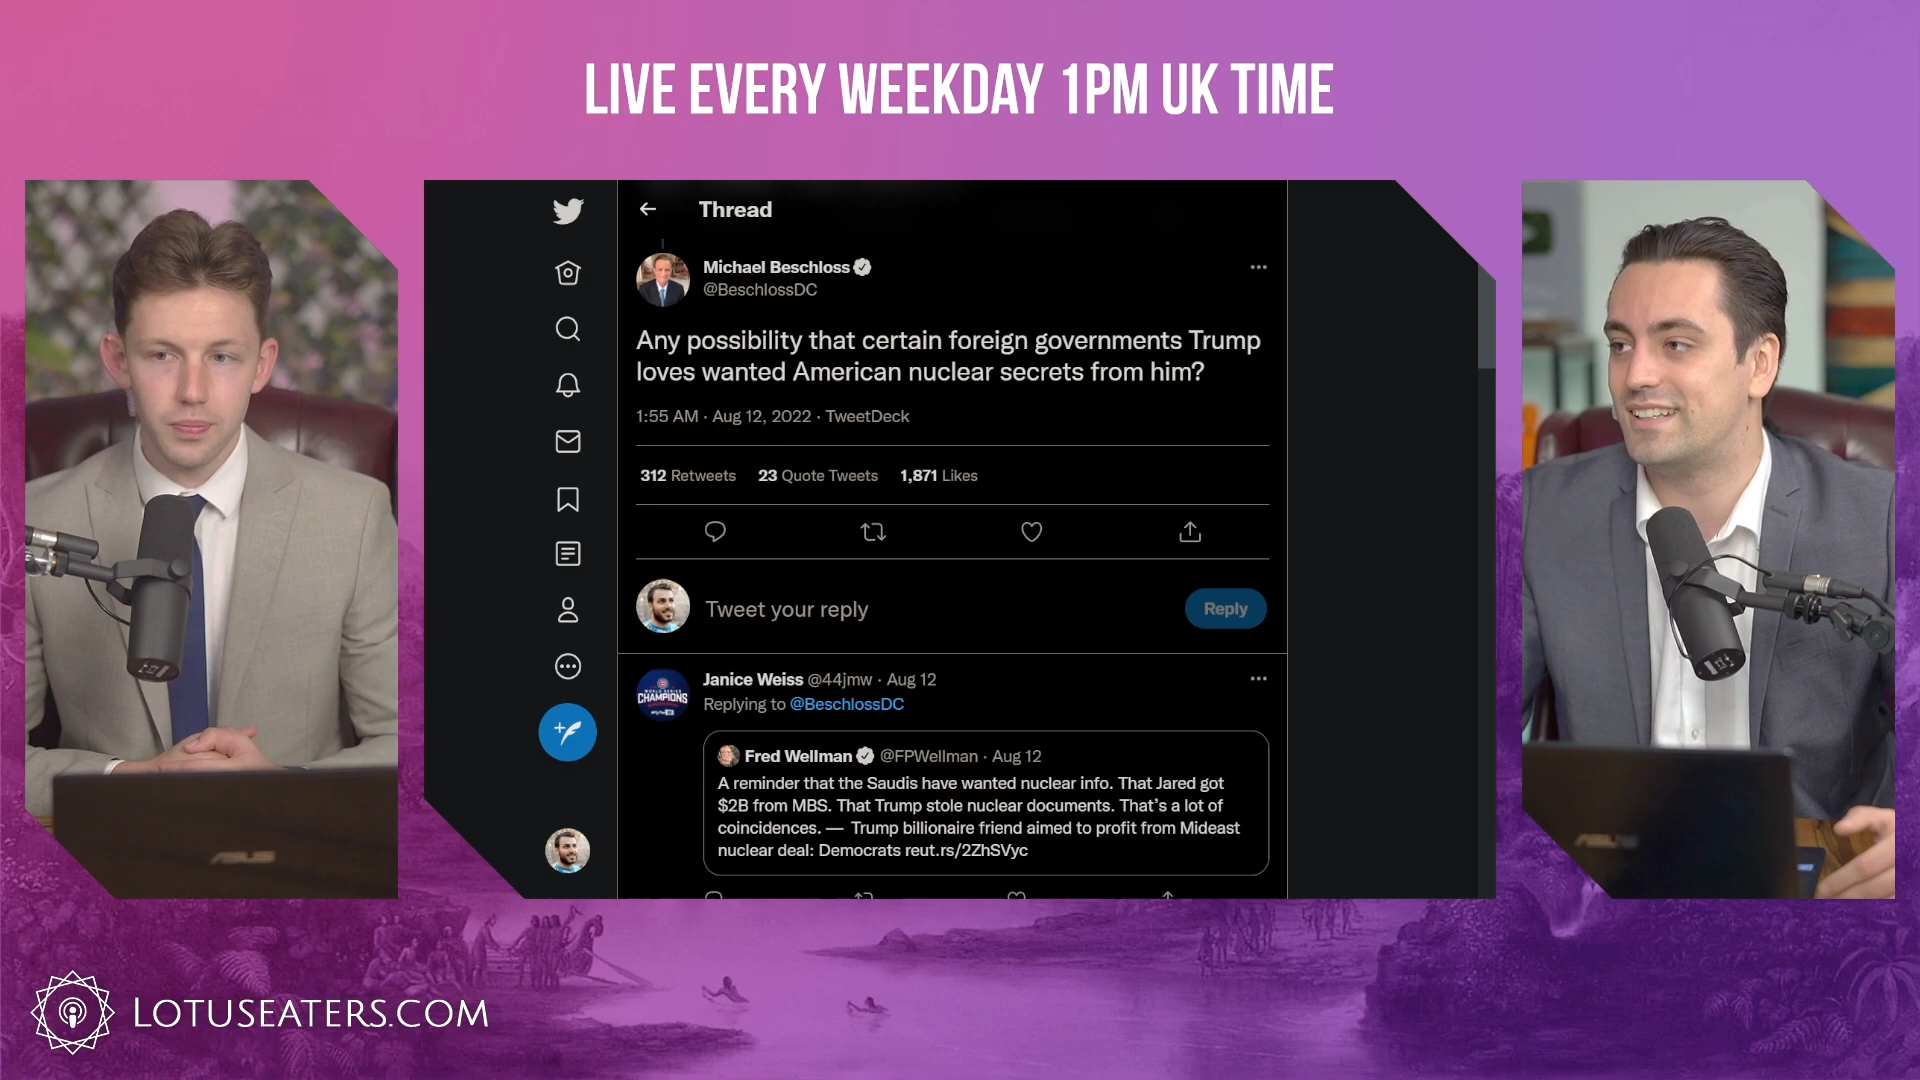 LIVE EVERY WEEKDAY 1PM UK TIME
Thread
Michael Beschloss
@BeschlossDC
Any possibility that certain foreign governments Trump
loves wanted American nuclear secrets from him?
1:55 AM · Aug 12, 2022 · TweetDeck
312 Retweets 23 Quote Tweets 1,871 Likes
Tweet your reply
Reply
WORLD SERIES
CHAMPIONS
Janice Weiss @44jmw · Aug 12
Replying to @BeschlossDC
Fred Wellman @FPWellman · Aug 12
A reminder that the Saudis have wanted nuclear info. That Jared got
$2B from MBS. That Trump stole nuclear documents. That's a lot of
coincidences. — Trump billionaire friend aimed to profit from Mideast
nuclear deal: Democrats reut.rs/2ZhSVyc
ASUS
ASUS
LOTUSEATERS.COM